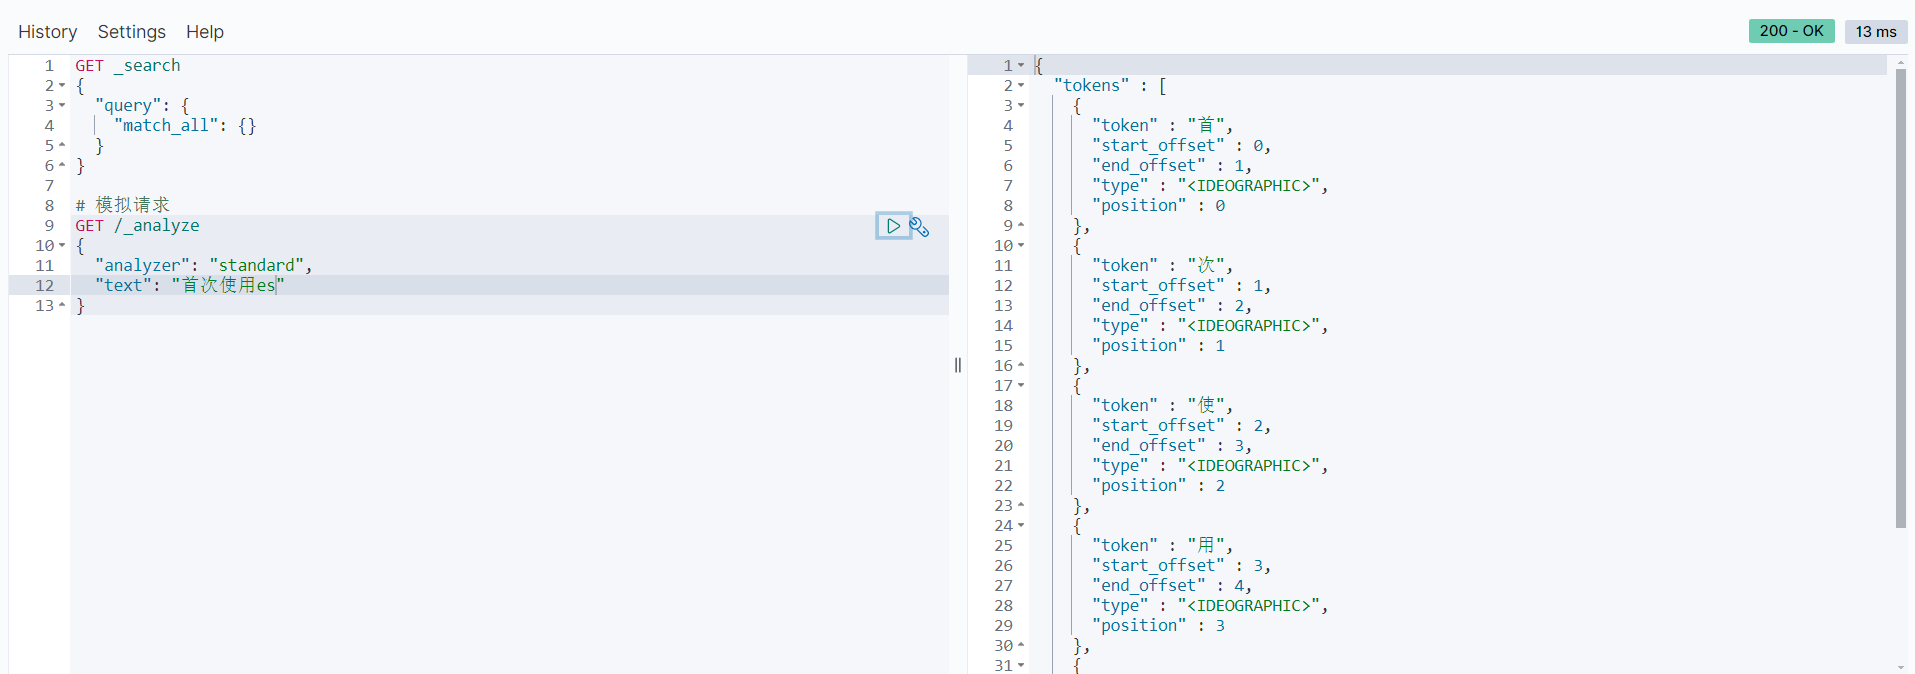 History Settings Help
200 - OK 13 ms
1 GET _search
2 {
3 "query": {
4 "match_all": {}
5 }
6 }
7
8 # 模拟请求
9 GET /_analyze
10 {
11 "analyzer": "standard",
12 "text": "首次使用es"
13 }
1 {
2 "tokens" : [
3 {
4 "token" : "首",
5 "start_offset" : 0,
6 "end_offset" : 1,
7 "type" : "<IDEOGRAPHIC>",
8 "position" : 0
9 },
10 {
11 "token" : "次",
12 "start_offset" : 1,
13 "end_offset" : 2,
14 "type" : "<IDEOGRAPHIC>",
15 "position" : 1
16 },
17 {
18 "token" : "使",
19 "start_offset" : 2,
20 "end_offset" : 3,
21 "type" : "<IDEOGRAPHIC>",
22 "position" : 2
23 },
24 {
25 "token" : "用",
26 "start_offset" : 3,
27 "end_offset" : 4,
28 "type" : "<IDEOGRAPHIC>",
29 "position" : 3
30 },
31 {